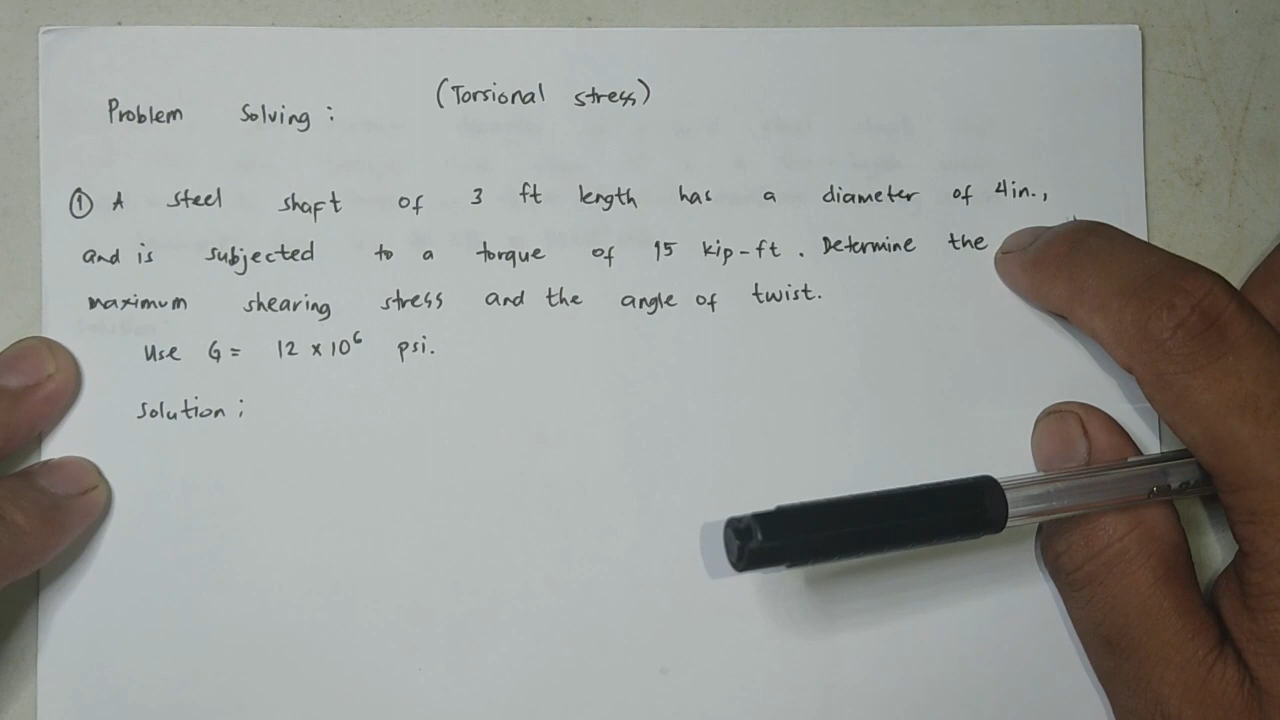 (Torsional stress)
Problem Solving :
① A steel shaft of 3 ft length has a diameter of 4in.,
and is subjected to a torque of 15 kip-ft. Determine the
maximum shearing stress and the angle of twist.
Use G = 12 x 10⁶ psi.
Solution ;